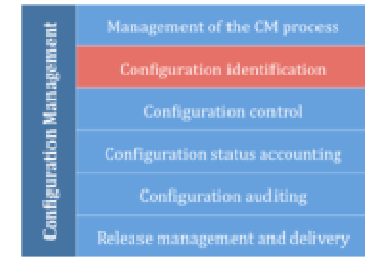 Configuration Management
Management of the CM process
Configuration identification
Configuration control
Configuration status accounting
Configuration auditing
Release management and delivery